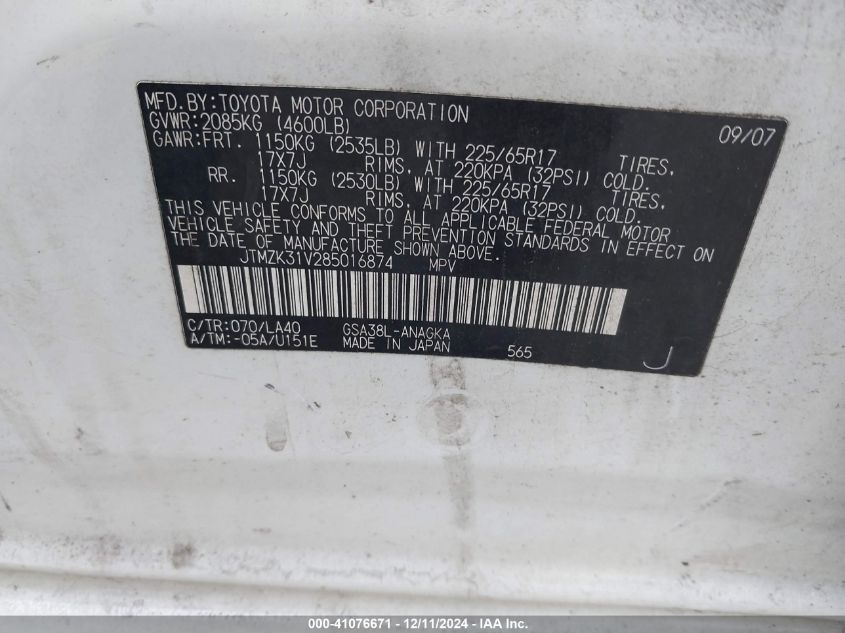 MFD.BY:TOYOTA MOTOR CORPORATION 09/07
GVWR:2085KG (4600LB)
GAWR:FRT. 1150KG (2535LB) WITH 225/65R17 TIRES,
17X7J RIMS, AT 220KPA (32PSI) COLD.
RR. 1150KG (2530LB) WITH 225/65R17 TIRES,
17X7J RIMS, AT 220KPA (32PSI) COLD.
THIS VEHICLE CONFORMS TO ALL APPLICABLE FEDERAL MOTOR
VEHICLE SAFETY AND THEFT PREVENTION STANDARDS IN EFFECT ON
THE DATE OF MANUFACTURE SHOWN ABOVE.
JTMZK31V285016874 MPV
C/TR:070/LA40 GSA38L-ANAGKA
A/TM:-05A/U151E MADE IN JAPAN 565 J
000-41076671 - 12/11/2024 - IAA Inc.